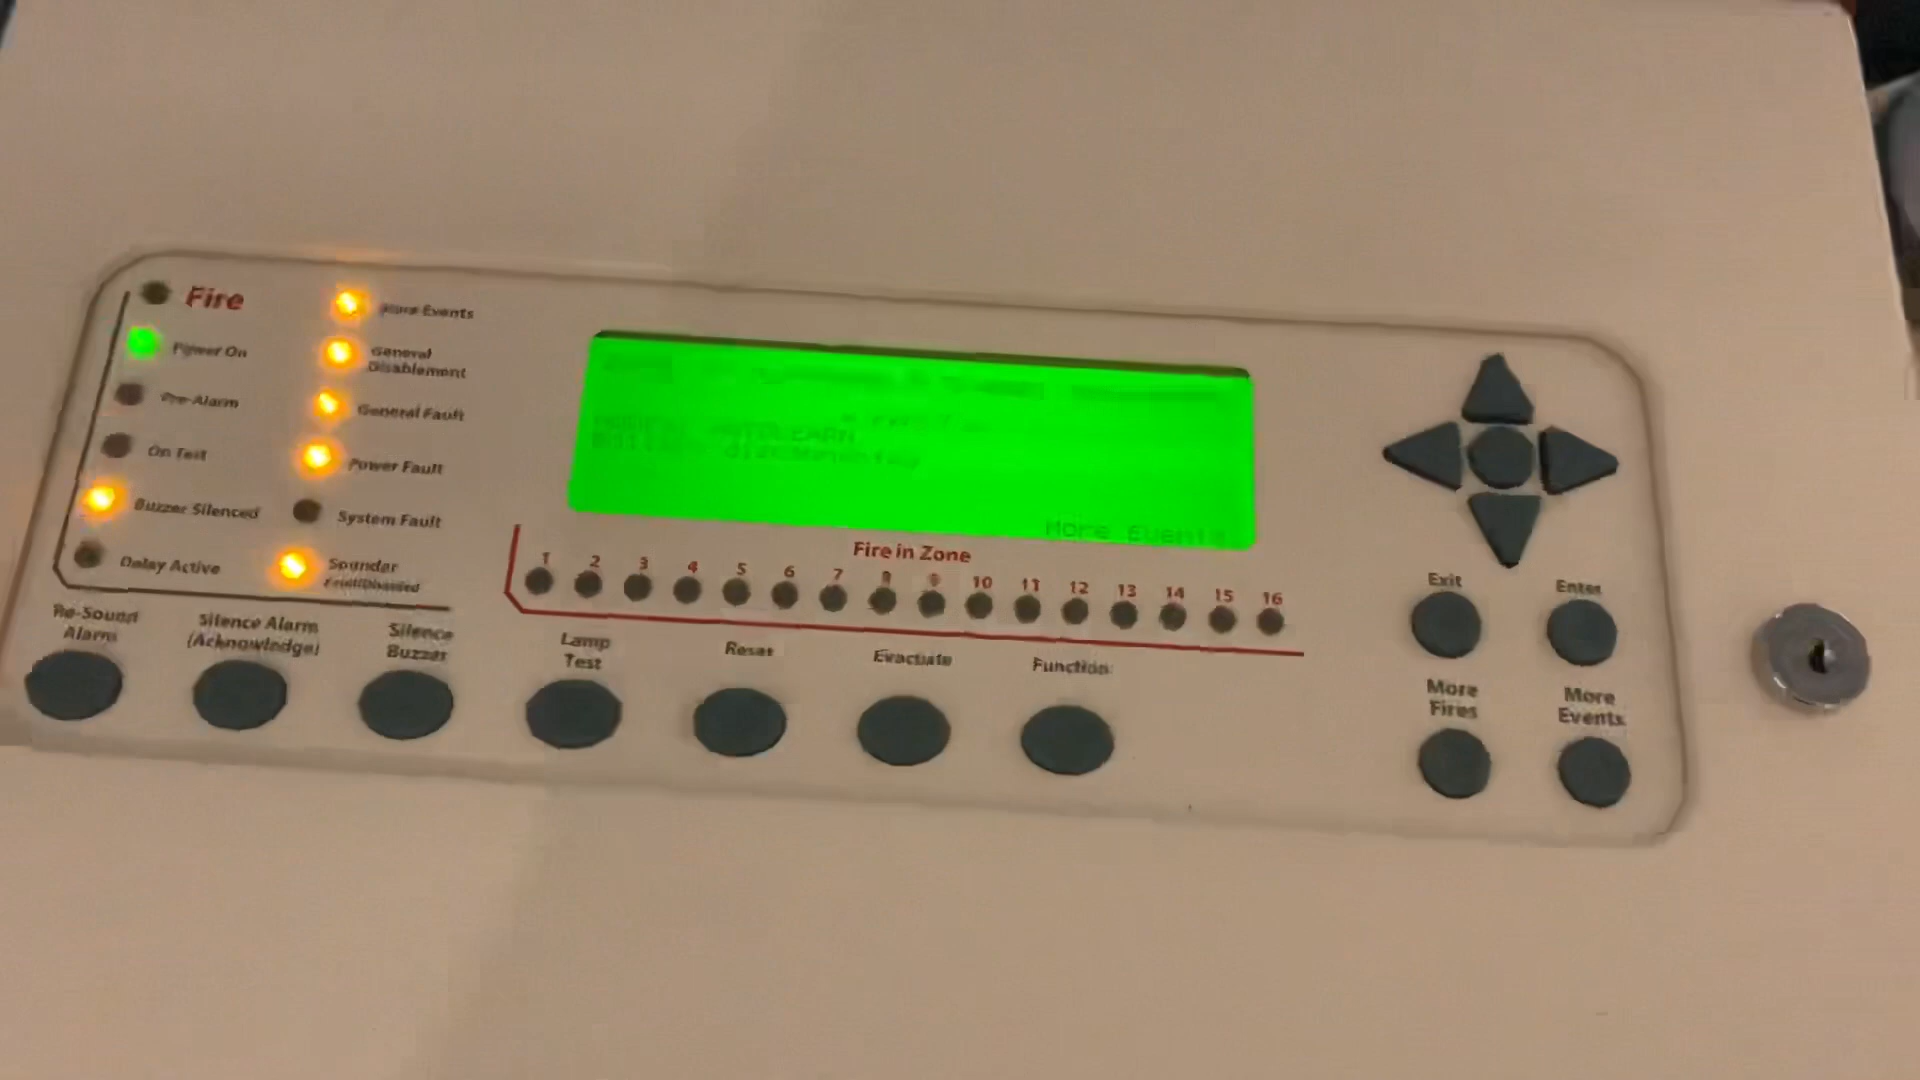 Fire
More Events
Power On
General
Disablement
Pre-Alarm
General Fault
On Test
Power Fault
Buzzer Silenced
System Fault
Delay Active
Sounder
Fault/Disabled
AUTOLEARN
Battery disconnected
More Events
Fire in Zone
1 2 3 4 5 6 7 8 9 10 11 12 13 14 15 16
Re-Sound
Alarm
Silence Alarm
(Acknowledge)
Silence
Buzzer
Lamp
Test
Reset
Evacuate
Function
Exit
Enter
More
Fires
More
Events